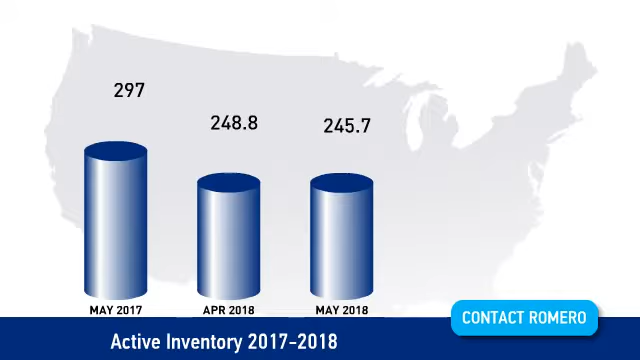 297
248.8
245.7
MAY 2017
APR 2018
MAY 2018
CONTACT ROMERO
Active Inventory 2017-2018